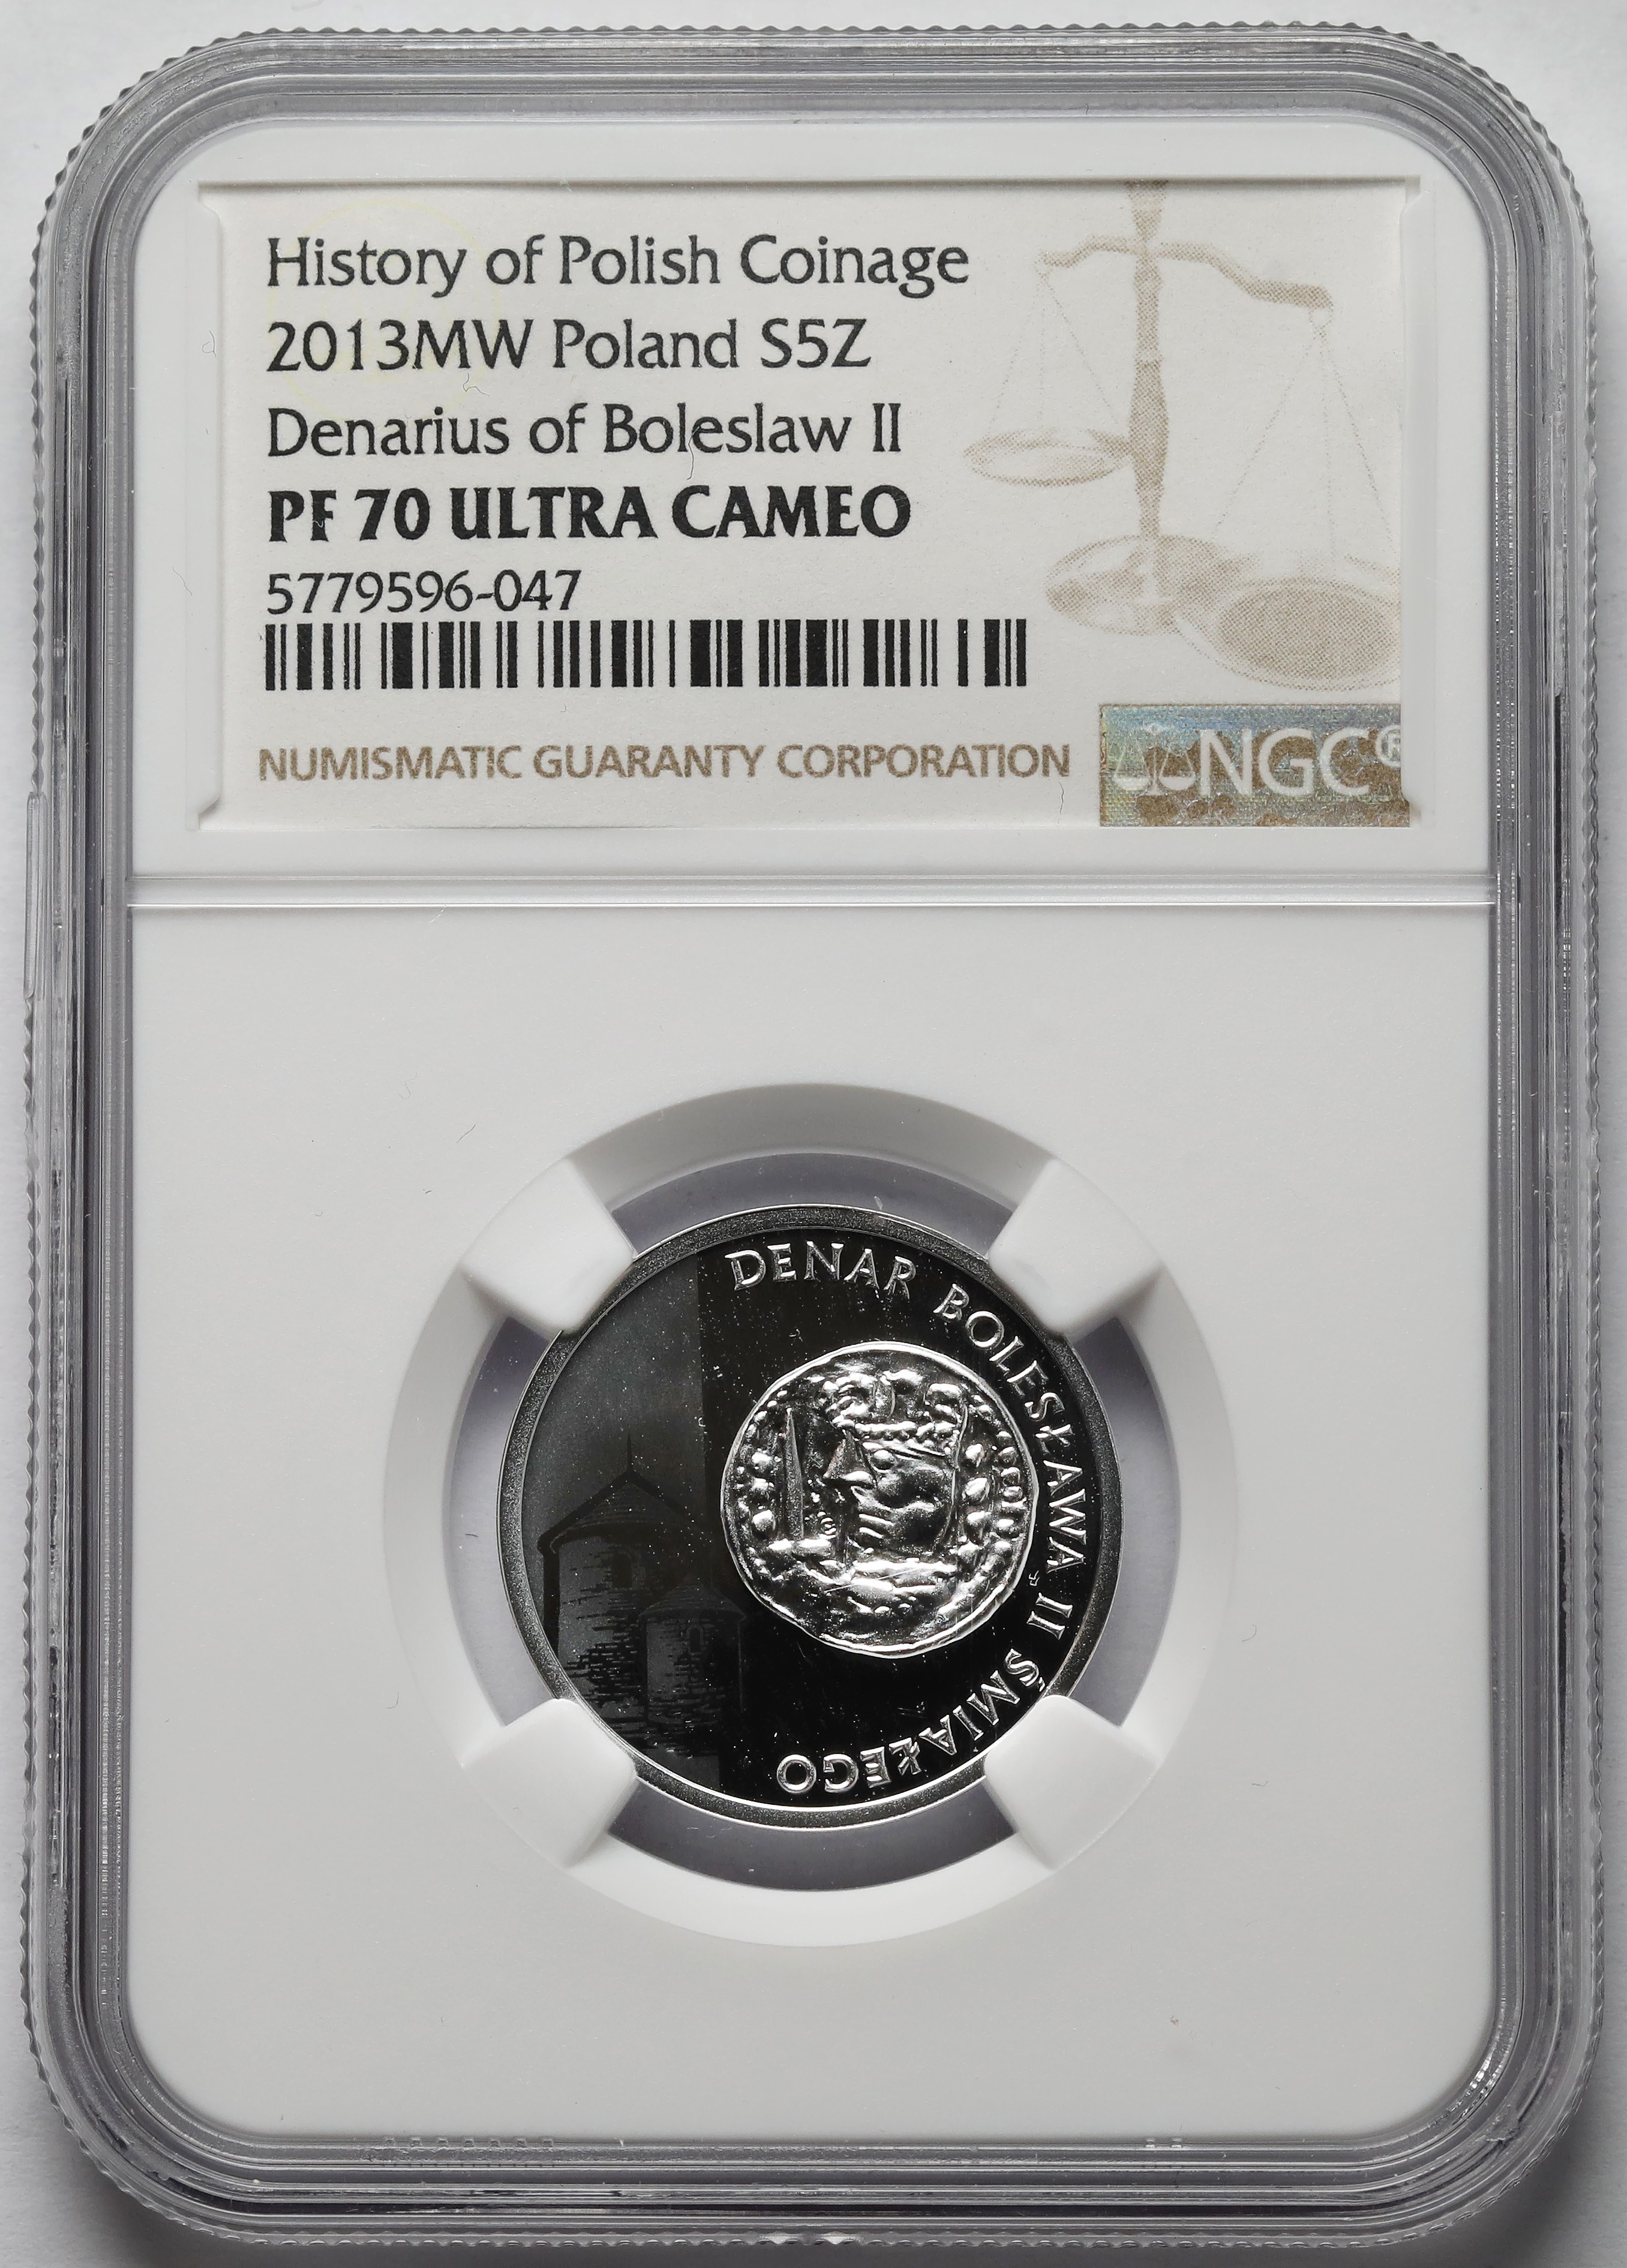 History of Polish Coinage
2013MW Poland S5Z
Denarius of Boleslaw II
PF 70 ULTRA CAMEO
5779596-047
NUMISMATIC GUARANTY CORPORATION
NGC®
DENAR BOLESŁAWA II ŚMIAŁEGO